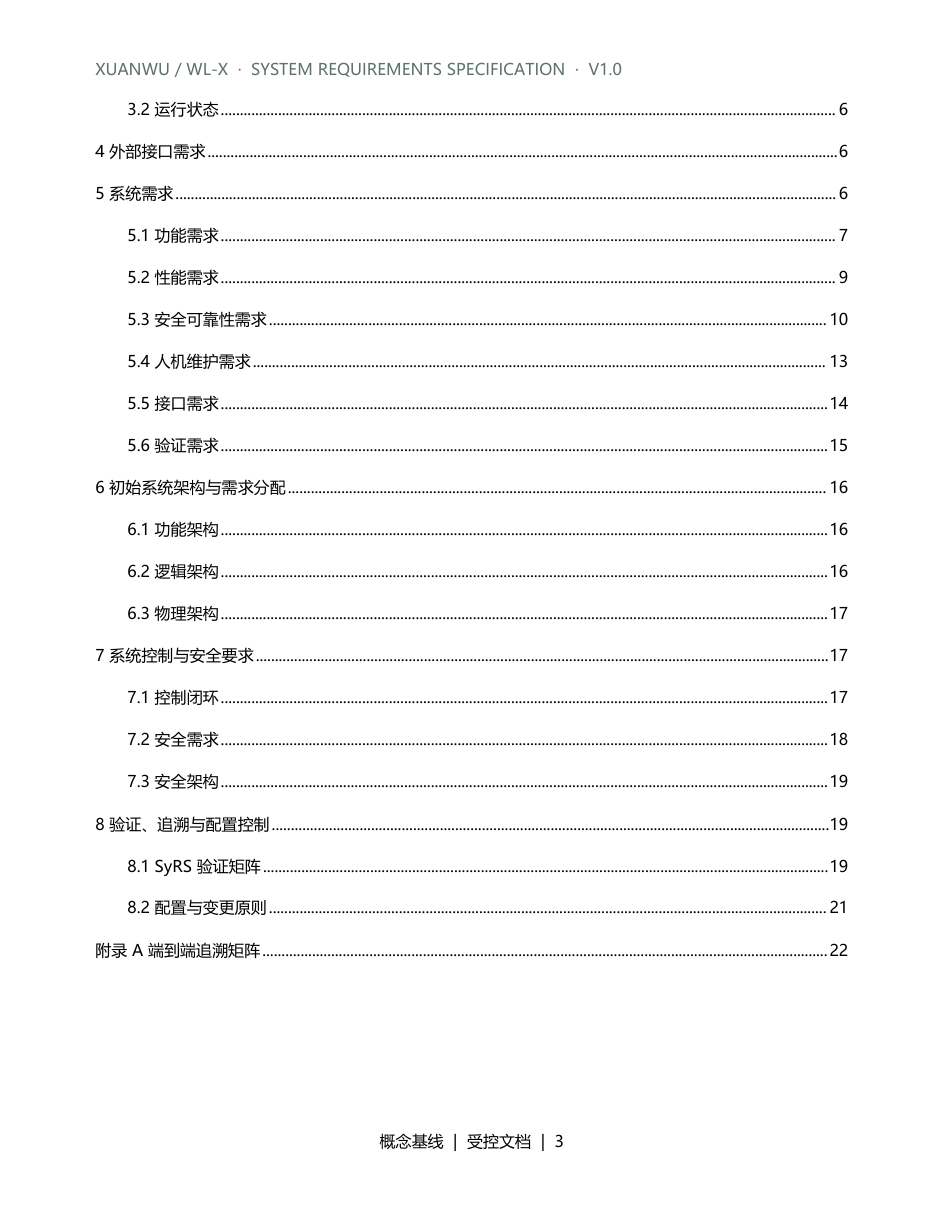 XUANWU / WL-X · SYSTEM REQUIREMENTS SPECIFICATION · V1.0
3.2 运行状态 6
4 外部接口需求 6
5 系统需求 6
5.1 功能需求 7
5.2 性能需求 9
5.3 安全可靠性需求 10
5.4 人机维护需求 13
5.5 接口需求 14
5.6 验证需求 15
6 初始系统架构与需求分配 16
6.1 功能架构 16
6.2 逻辑架构 16
6.3 物理架构 17
7 系统控制与安全要求 17
7.1 控制闭环 17
7.2 安全需求 18
7.3 安全架构 19
8 验证、追溯与配置控制 19
8.1 SyRS 验证矩阵 19
8.2 配置与变更原则 21
附录 A 端到端追溯矩阵 22
概念基线 | 受控文档 | 3